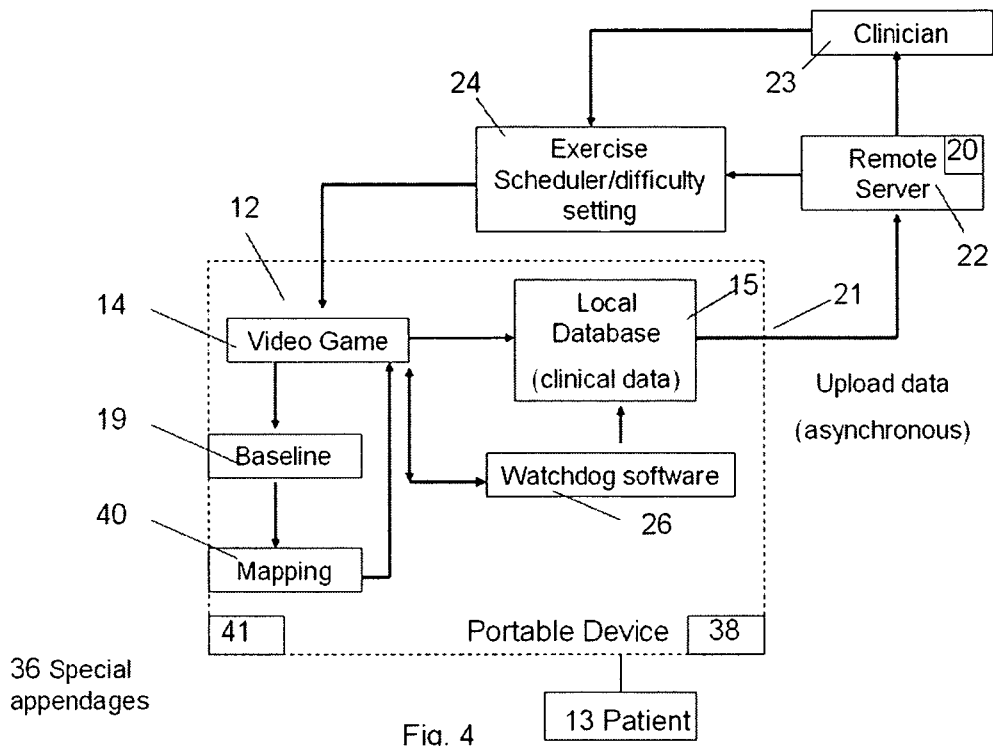 Clinician
23
24
Exercise
Scheduler/difficulty
setting
Remote
Server
20
22
12
14
Video Game
Local
Database
(clinical data)
15
21
Upload data
(asynchronous)
19
Baseline
Watchdog software
26
40
Mapping
41
Portable Device
38
36 Special
appendages
13 Patient
Fig. 4